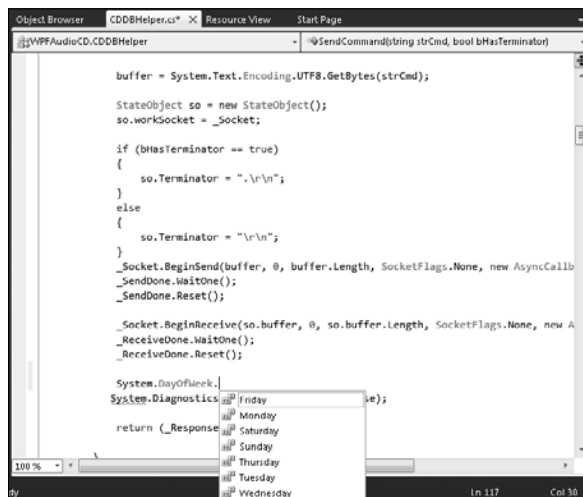 Object Browser CDDBHelper.cs* X Resource View Start Page
WPFAudioCD.CDDBHelper SendCommand(string strCmd, bool bHasTerminator)
buffer = System.Text.Encoding.UTF8.GetBytes(strCmd);
StateObject so = new StateObject();
so.workSocket = _Socket;
if (bHasTerminator == true)
{
so.Terminator = ".\r\n";
}
else
{
so.Terminator = "\r\n";
}
_Socket.BeginSend(buffer, 0, buffer.Length, SocketFlags.None, new AsyncCallb
_SendDone.WaitOne();
_SendDone.Reset();
_Socket.BeginReceive(so.buffer, 0, so.buffer.Length, SocketFlags.None, new A
_ReceiveDone.WaitOne();
_ReceiveDone.Reset();
System.DayOfWeek.
System.Diagnostics se);
Friday
Monday
return (_Response
Saturday
Sunday
Thursday
Tuesday
Wednesday
100 %
dy Ln 117 Col 30